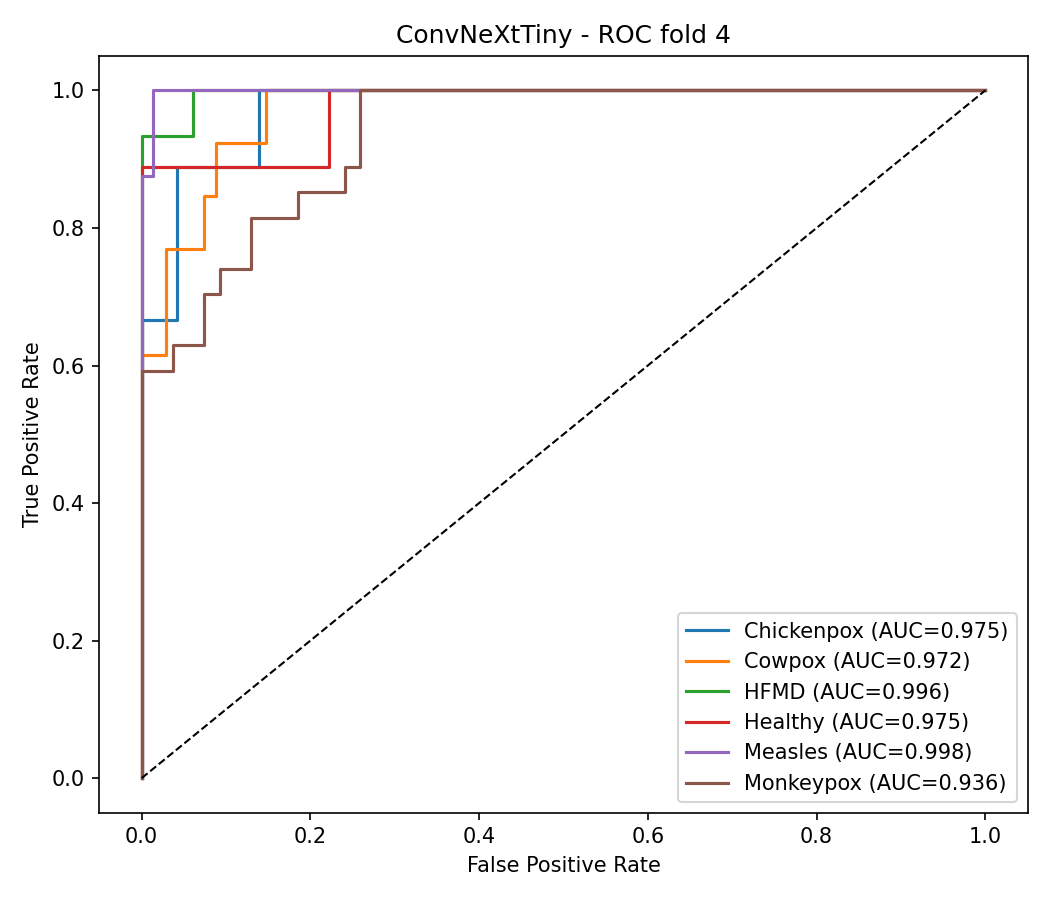 ConvNeXtTiny - ROC fold 4
True Positive Rate
1.0
0.8
0.6
0.4
0.2
0.0
Chickenpox (AUC=0.975)
Cowpox (AUC=0.972)
HFMD (AUC=0.996)
Healthy (AUC=0.975)
Measles (AUC=0.998)
Monkeypox (AUC=0.936)
0.0 0.2 0.4 0.6 0.8 1.0
False Positive Rate